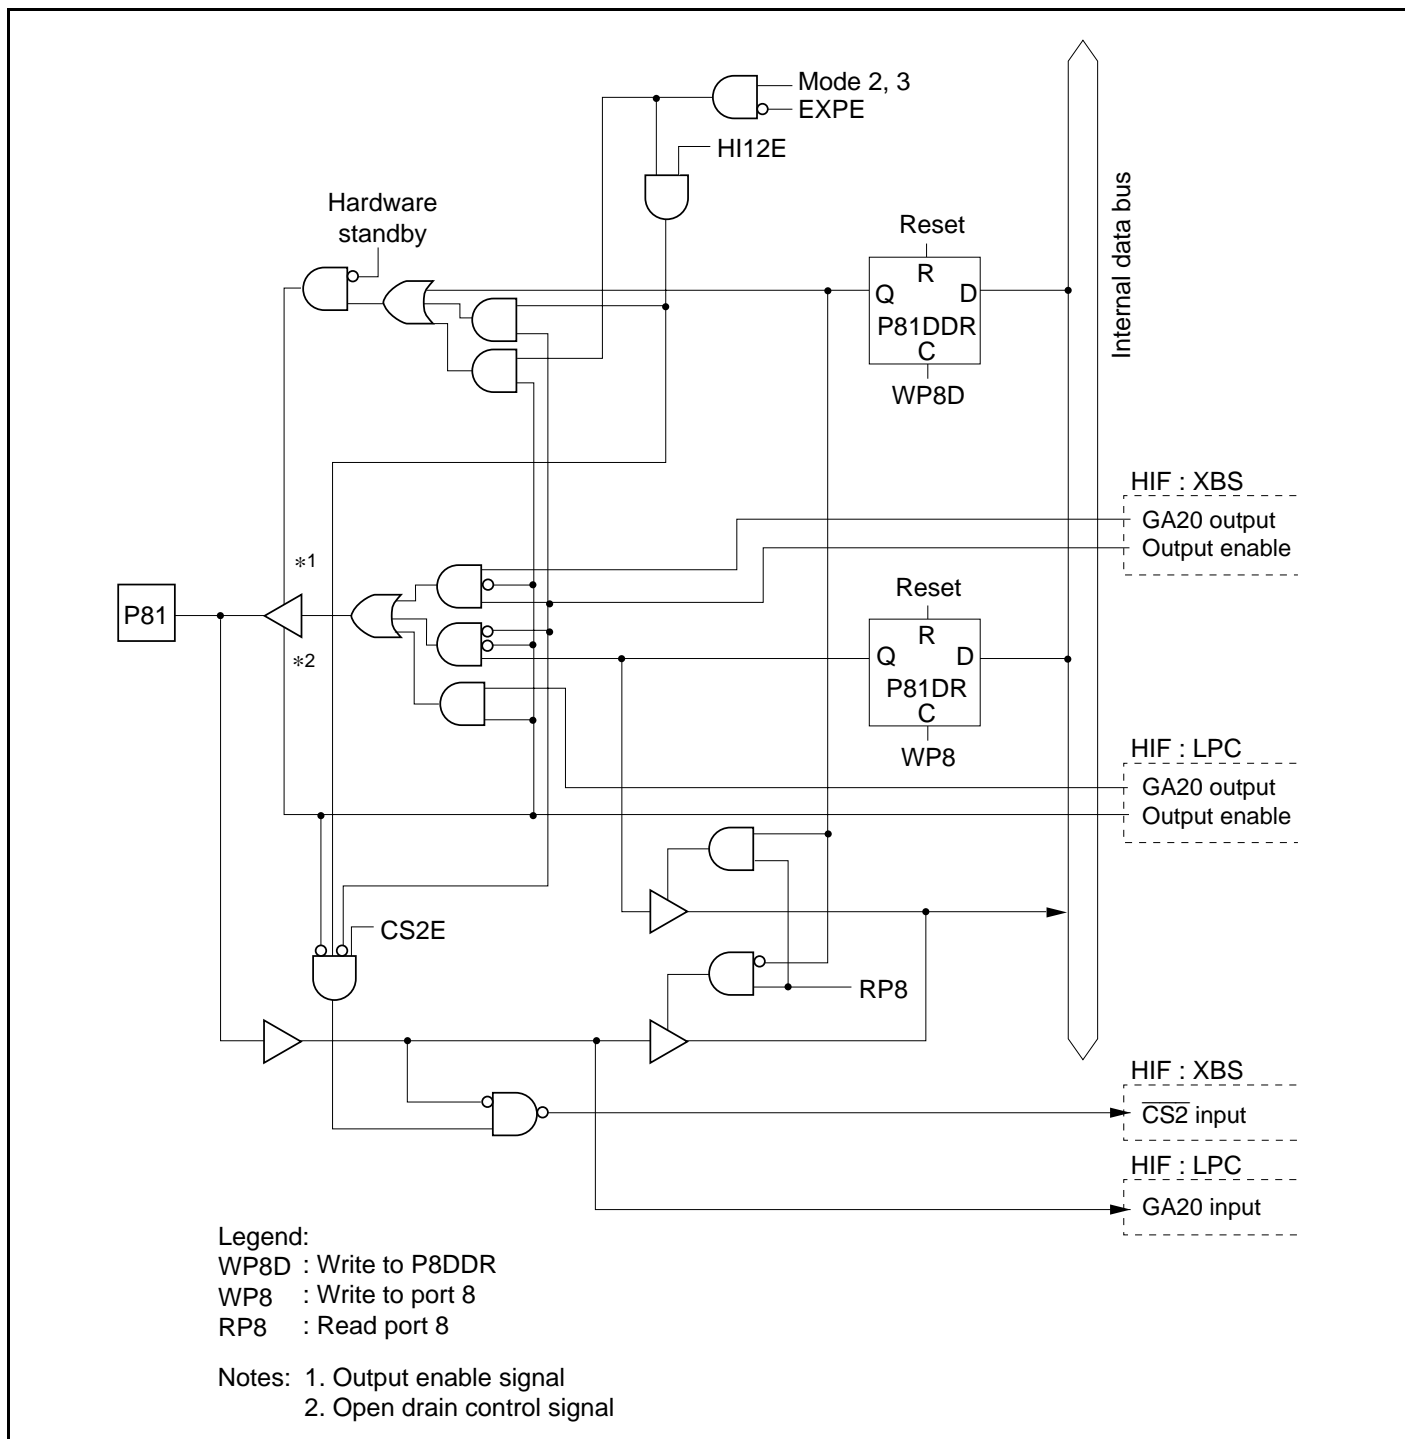 Mode 2, 3
EXPE
HI12E
Hardware
standby
Reset
R
Q D
P81DDR
C
WP8D
Internal data bus
HIF : XBS
GA20 output
Output enable
*1
P81
*2
Reset
R
Q D
P81DR
C
WP8
HIF : LPC
GA20 output
Output enable
CS2E
RP8
HIF : XBS
CS2 input
HIF : LPC
GA20 input
Legend:
WP8D : Write to P8DDR
WP8 : Write to port 8
RP8 : Read port 8
Notes: 1. Output enable signal
2. Open drain control signal